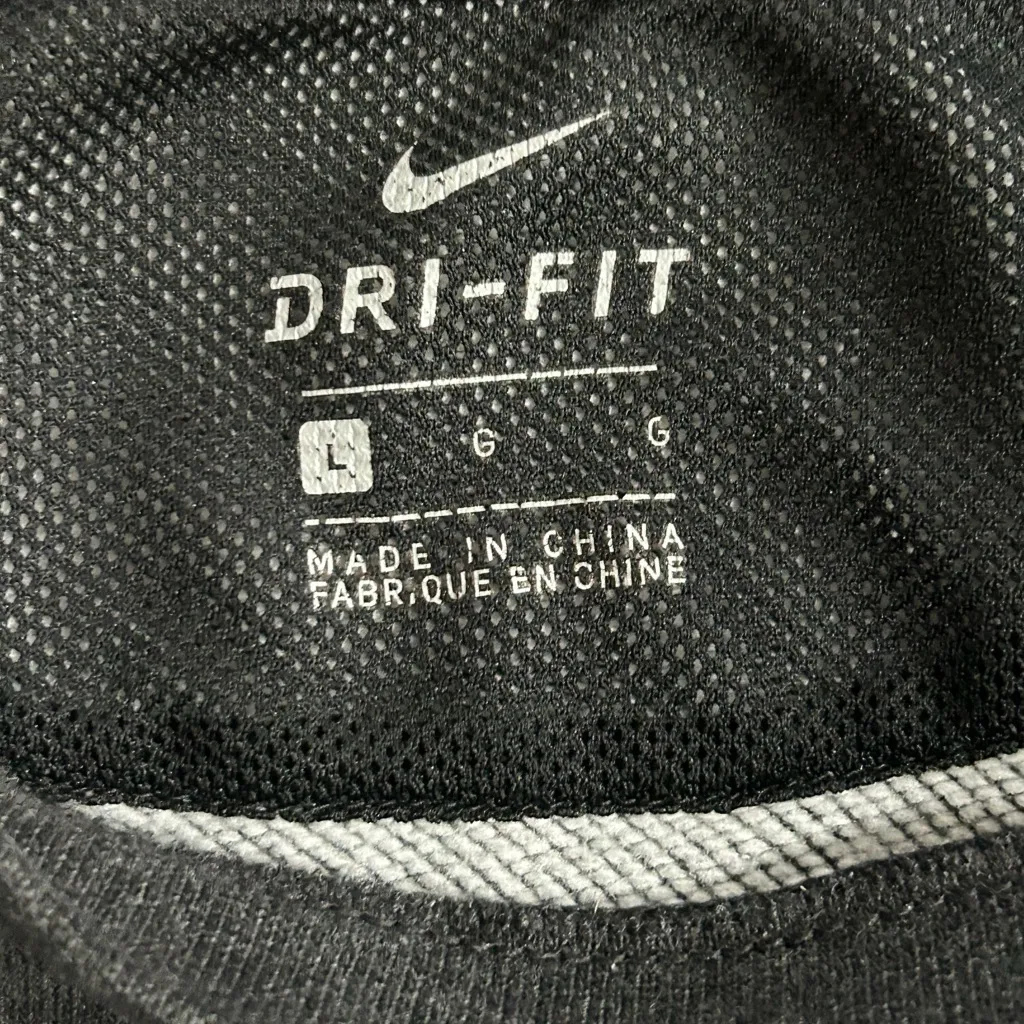 DRI-FIT
L G G
MADE IN CHINA
FABRIQUE EN CHINE